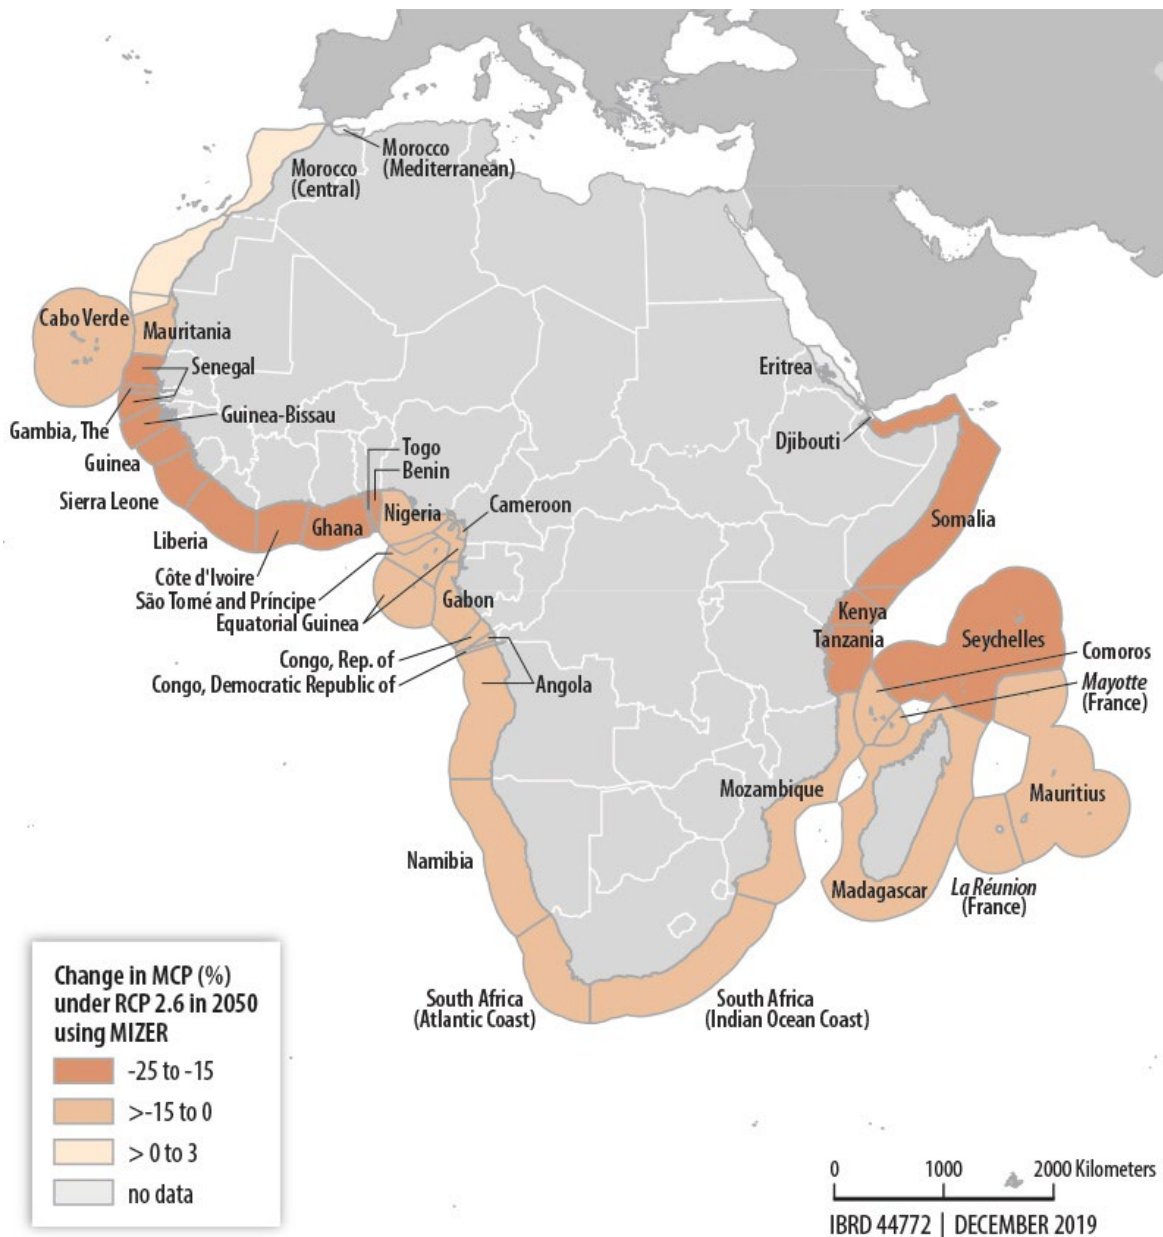 Morocco
(Mediterranean)
Morocco
(Central)
Cabo Verde
Mauritania
Senegal
Eritrea
Guinea-Bissau
Gambia, The
Djibouti
Togo
Guinea
Benin
Sierra Leone
Cameroon
Nigeria
Somalia
Ghana
Liberia
Côte d'Ivoire
São Tomé and Príncipe
Gabon
Kenya
Equatorial Guinea
Tanzania
Seychelles
Comoros
Congo, Rep. of
Congo, Democratic Republic of
Angola
Mayotte
(France)
Mozambique
Mauritius
Namibia
Madagascar
La Réunion
(France)
South Africa
(Atlantic Coast)
South Africa
(Indian Ocean Coast)
Change in MCP (%)
under RCP 2.6 in 2050
using MIZER
-25 to -15
>-15 to 0
> 0 to 3
no data
0 1000 2000 Kilometers
IBRD 44772 | DECEMBER 2019